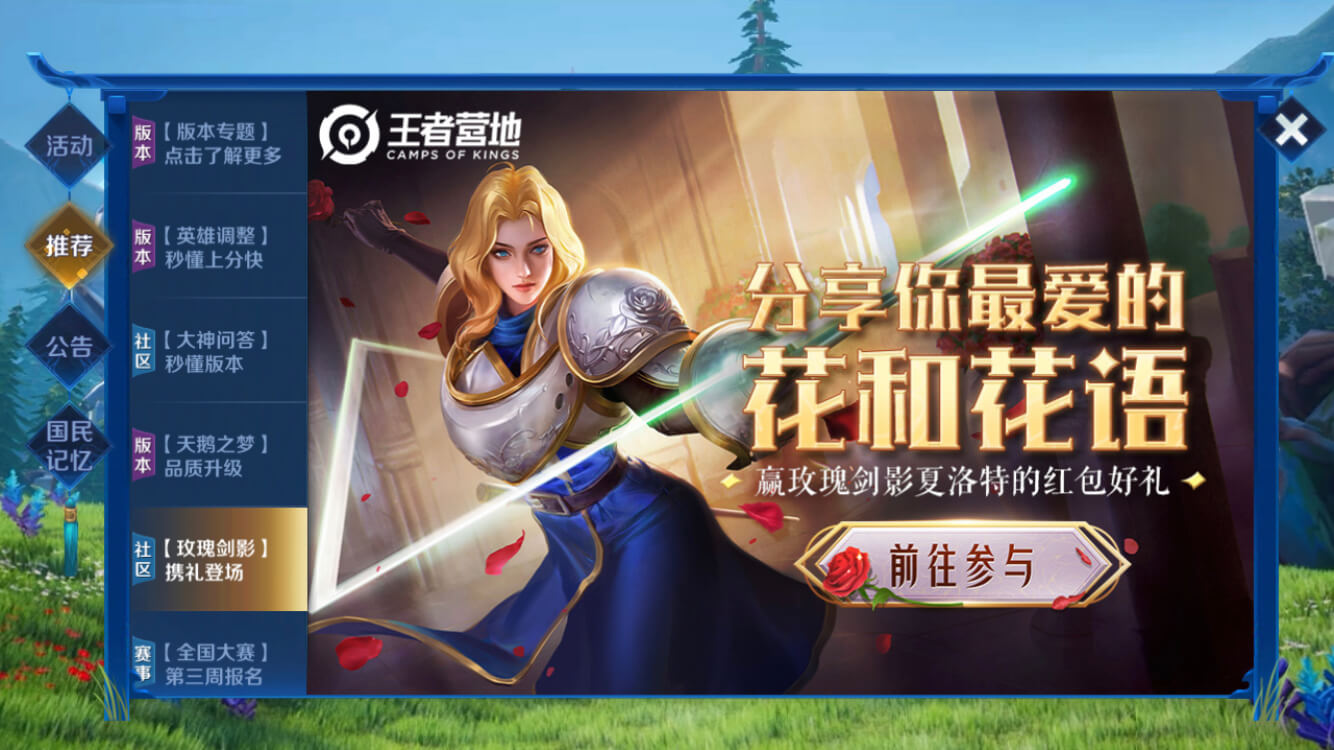 活动
推荐
公告
国民
记忆
版本
【版本专题】
点击了解更多
版本
【英雄调整】
秒懂上分快
社区
【大神问答】
秒懂版本
版本
【天鹅之梦】
品质升级
社区
【玫瑰剑影】
携礼登场
赛事
【全国大赛】
第三周报名
王者营地
CAMPS OF KINGS
分享你最爱的
花和花语
赢玫瑰剑影夏洛特的红包好礼
前往参与